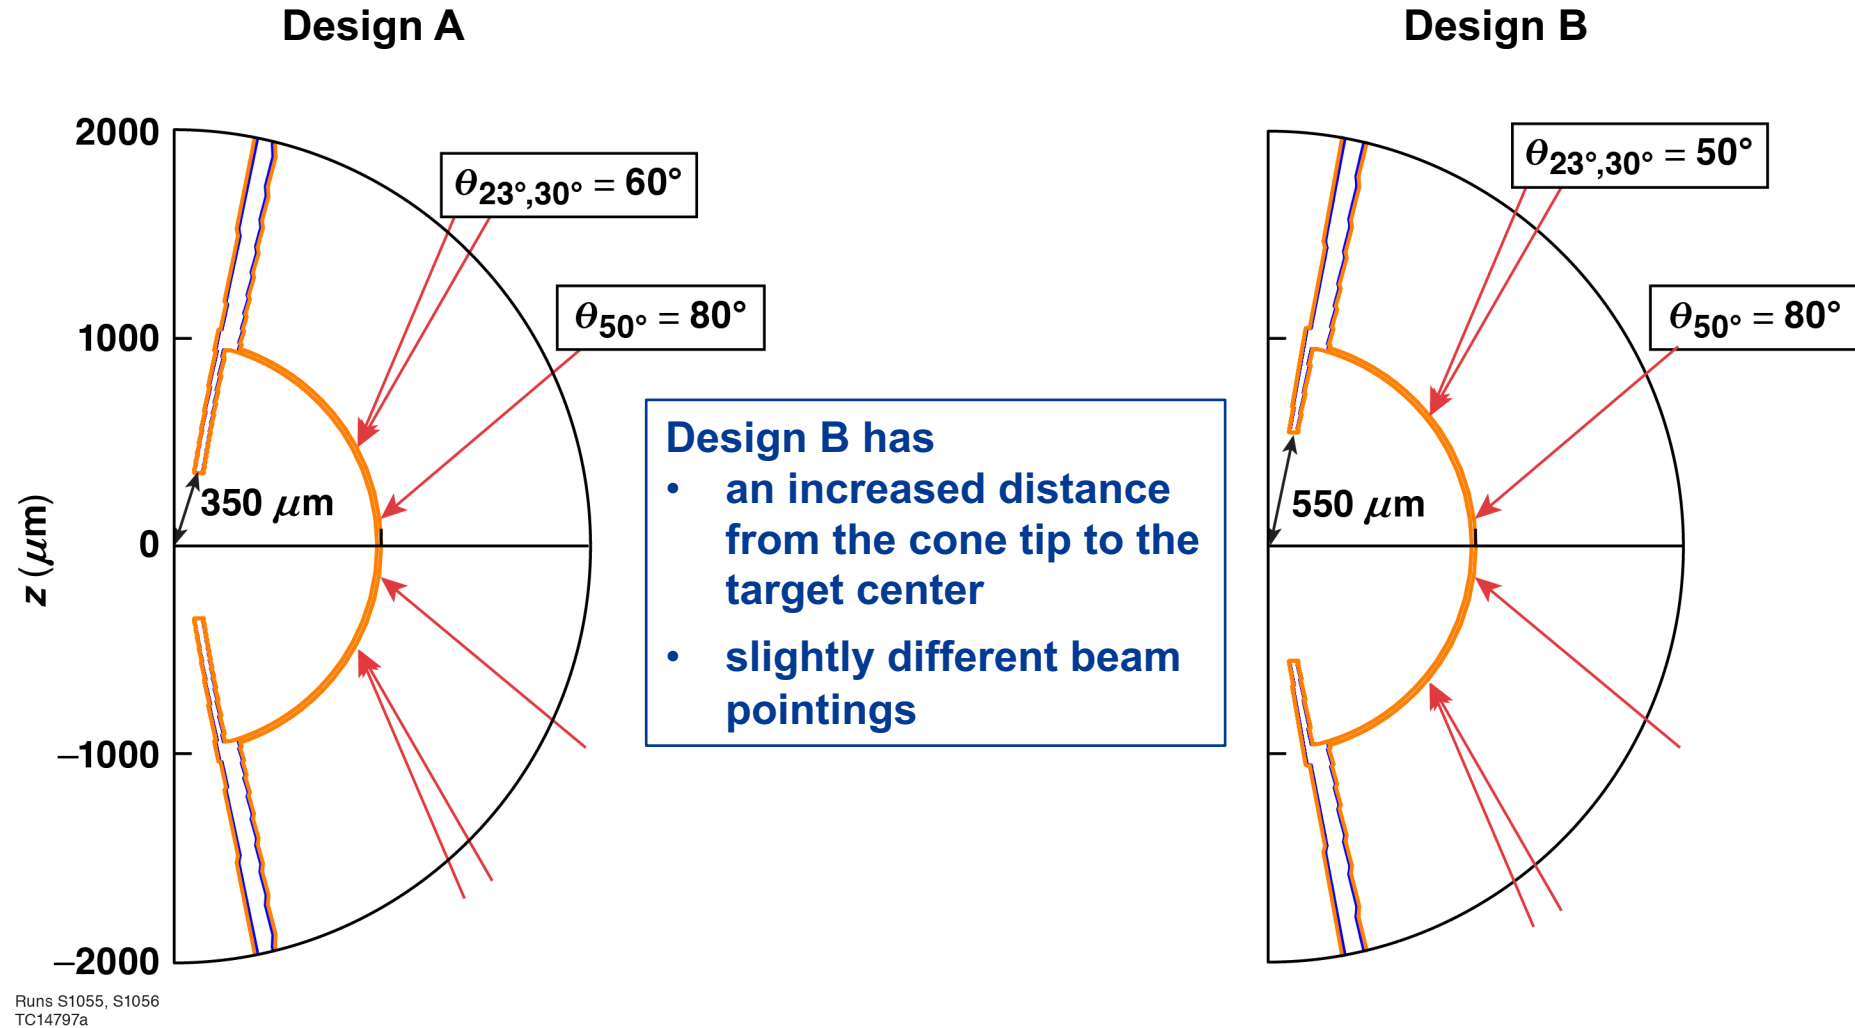 Design A
Design B
2000
1000
0
–1000
–2000
z (μm)
θ23°,30° = 60°
θ50° = 80°
350 μm
Design B has
• an increased distance
from the cone tip to the
target center
• slightly different beam
pointings
θ23°,30° = 50°
θ50° = 80°
550 μm
Runs S1055, S1056
TC14797a